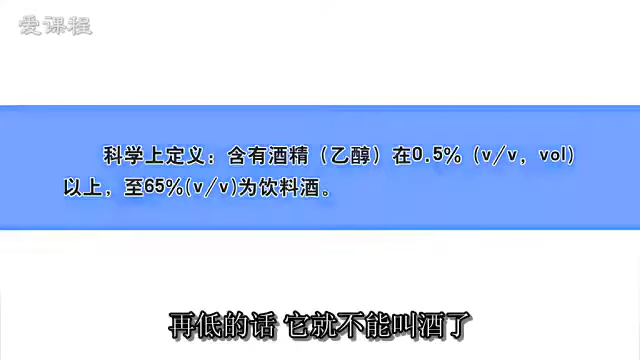 爱课程
科学上定义：含有酒精（乙醇）在0.5%（v/v，vol）
以上，至65%(v/v)为饮料酒。
再低的话 它就不能叫酒了